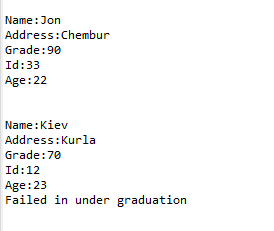 Name:Jon
Address:Chembur
Grade:90
Id:33
Age:22
Name:Kiev
Address:Kurla
Grade:70
Id:12
Age:23
Failed in under graduation